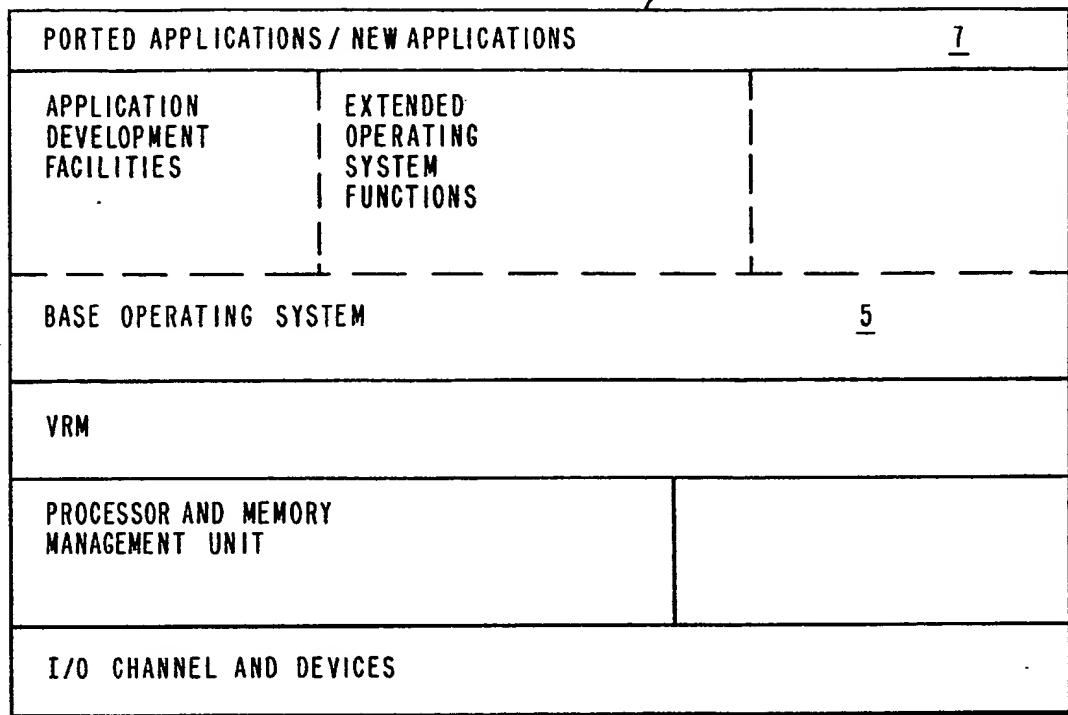 PORTED APPLICATIONS / NEW APPLICATIONS 7
APPLICATION
DEVELOPMENT
FACILITIES
EXTENDED
OPERATING
SYSTEM
FUNCTIONS
BASE OPERATING SYSTEM 5
VRM
PROCESSOR AND MEMORY
MANAGEMENT UNIT
I/O CHANNEL AND DEVICES